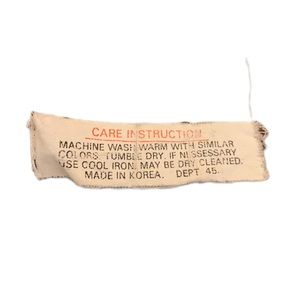 CARE INSTRUCTION
MACHINE WASH WARM WITH SIMILAR
COLORS. TUMBLE DRY. IF NESSESSARY
USE COOL IRON. MAY BE DRY CLEANED.
MADE IN KOREA. DEPT 45.